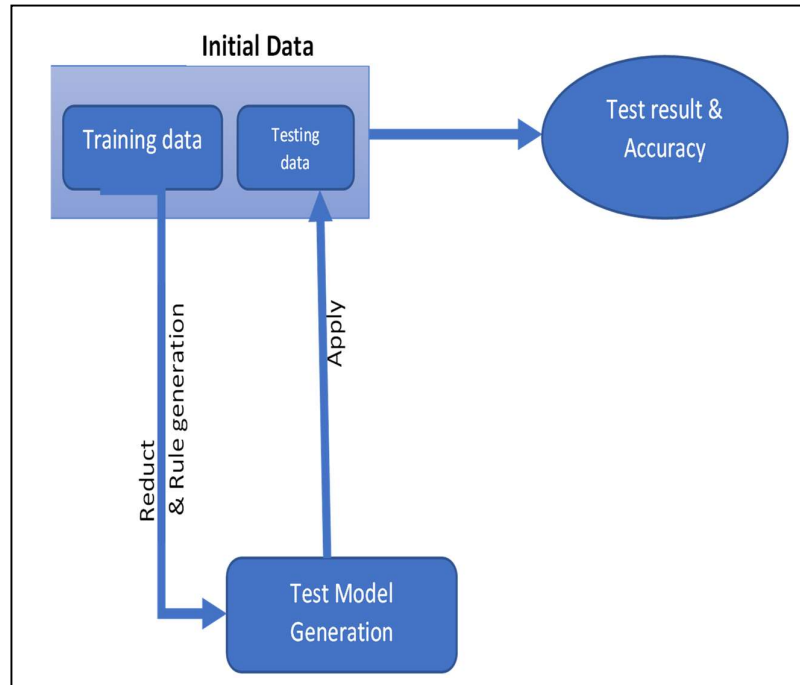 Initial Data
Training data
Testing
data
Test result &
Accuracy
Reduct
& Rule generation
Apply
Test Model
Generation